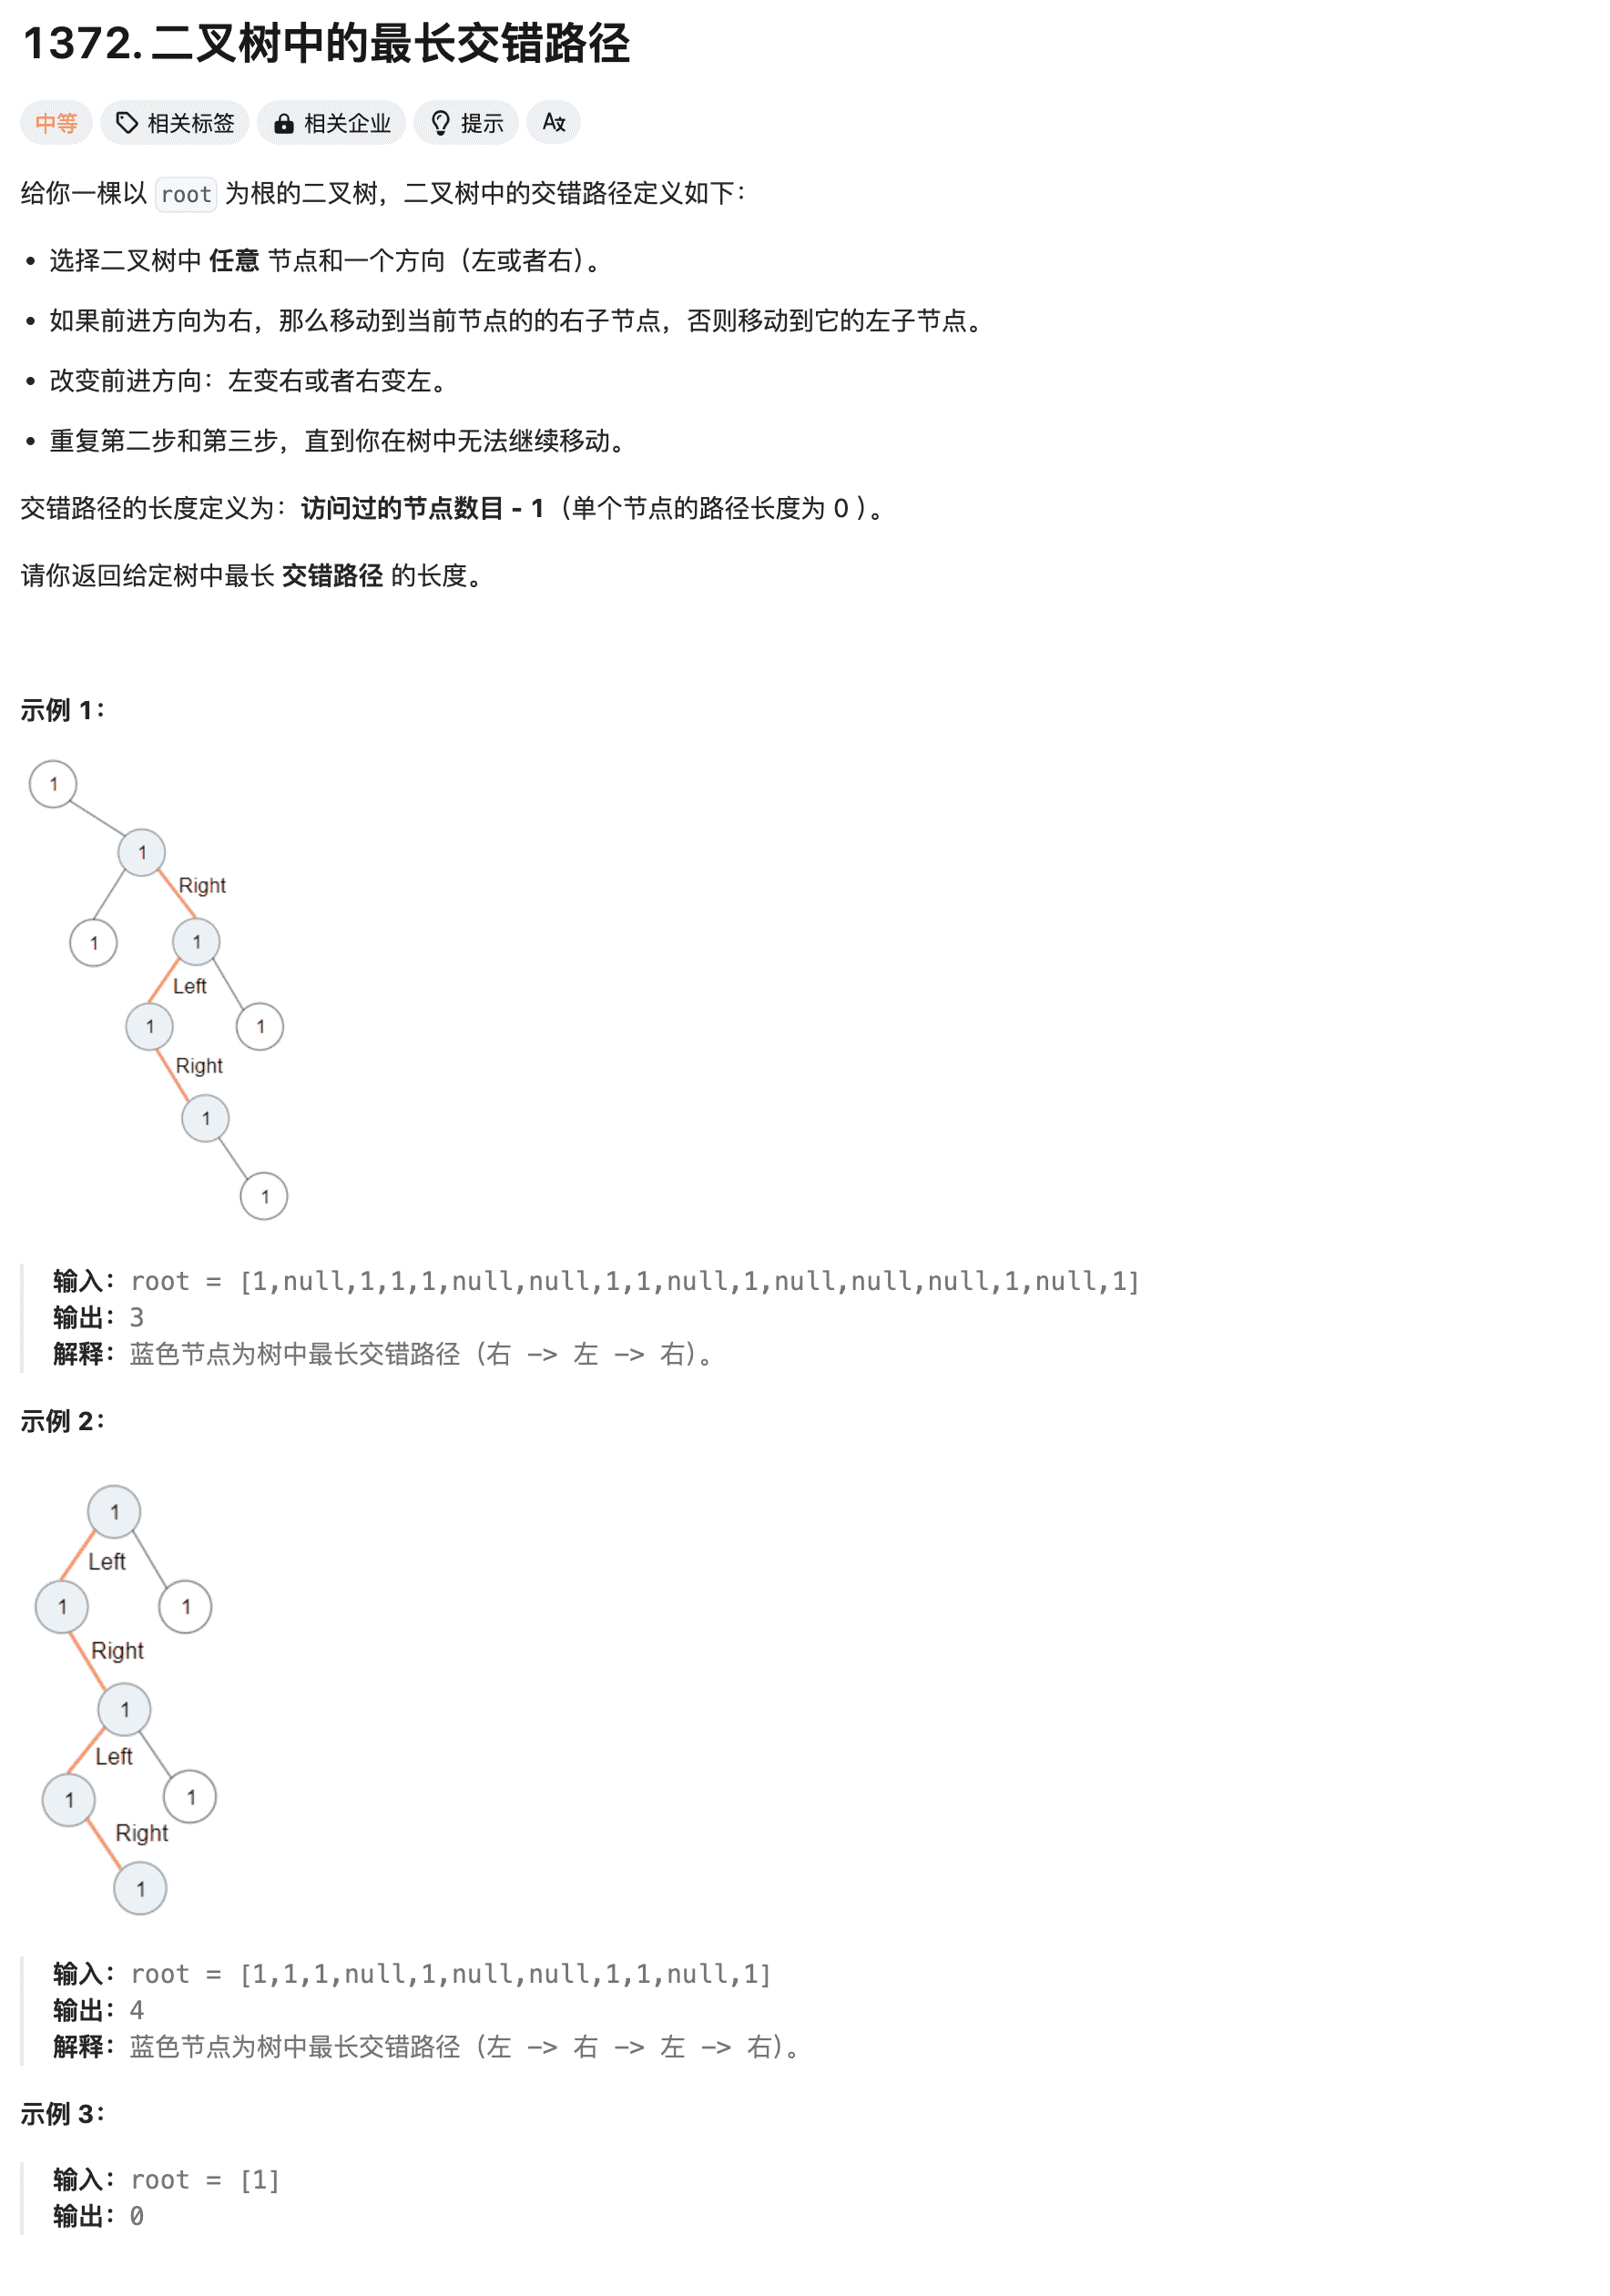 1372. 二叉树中的最长交错路径
中等 相关标签 相关企业 提示 A文
给你一棵以 root 为根的二叉树，二叉树中的交错路径定义如下：
• 选择二叉树中 任意 节点和一个方向（左或者右）。
• 如果前进方向为右，那么移动到当前节点的的右子节点，否则移动到它的左子节点。
• 改变前进方向：左变右或者右变左。
• 重复第二步和第三步，直到你在树中无法继续移动。
交错路径的长度定义为：访问过的节点数目 - 1（单个节点的路径长度为 0 ）。
请你返回给定树中最长 交错路径 的长度。
示例 1：
1
1
Right
1 1
Left
1 1
Right
1
1
输入：root = [1,null,1,1,1,null,null,1,1,null,1,null,null,null,1,null,1]
输出：3
解释：蓝色节点为树中最长交错路径（右 -> 左 -> 右）。
示例 2：
1
Left
1 1
Right
1
Left
1 1
Right
1
输入：root = [1,1,1,null,1,null,null,1,1,null,1]
输出：4
解释：蓝色节点为树中最长交错路径（左 -> 右 -> 左 -> 右）。
示例 3：
输入：root = [1]
输出：0